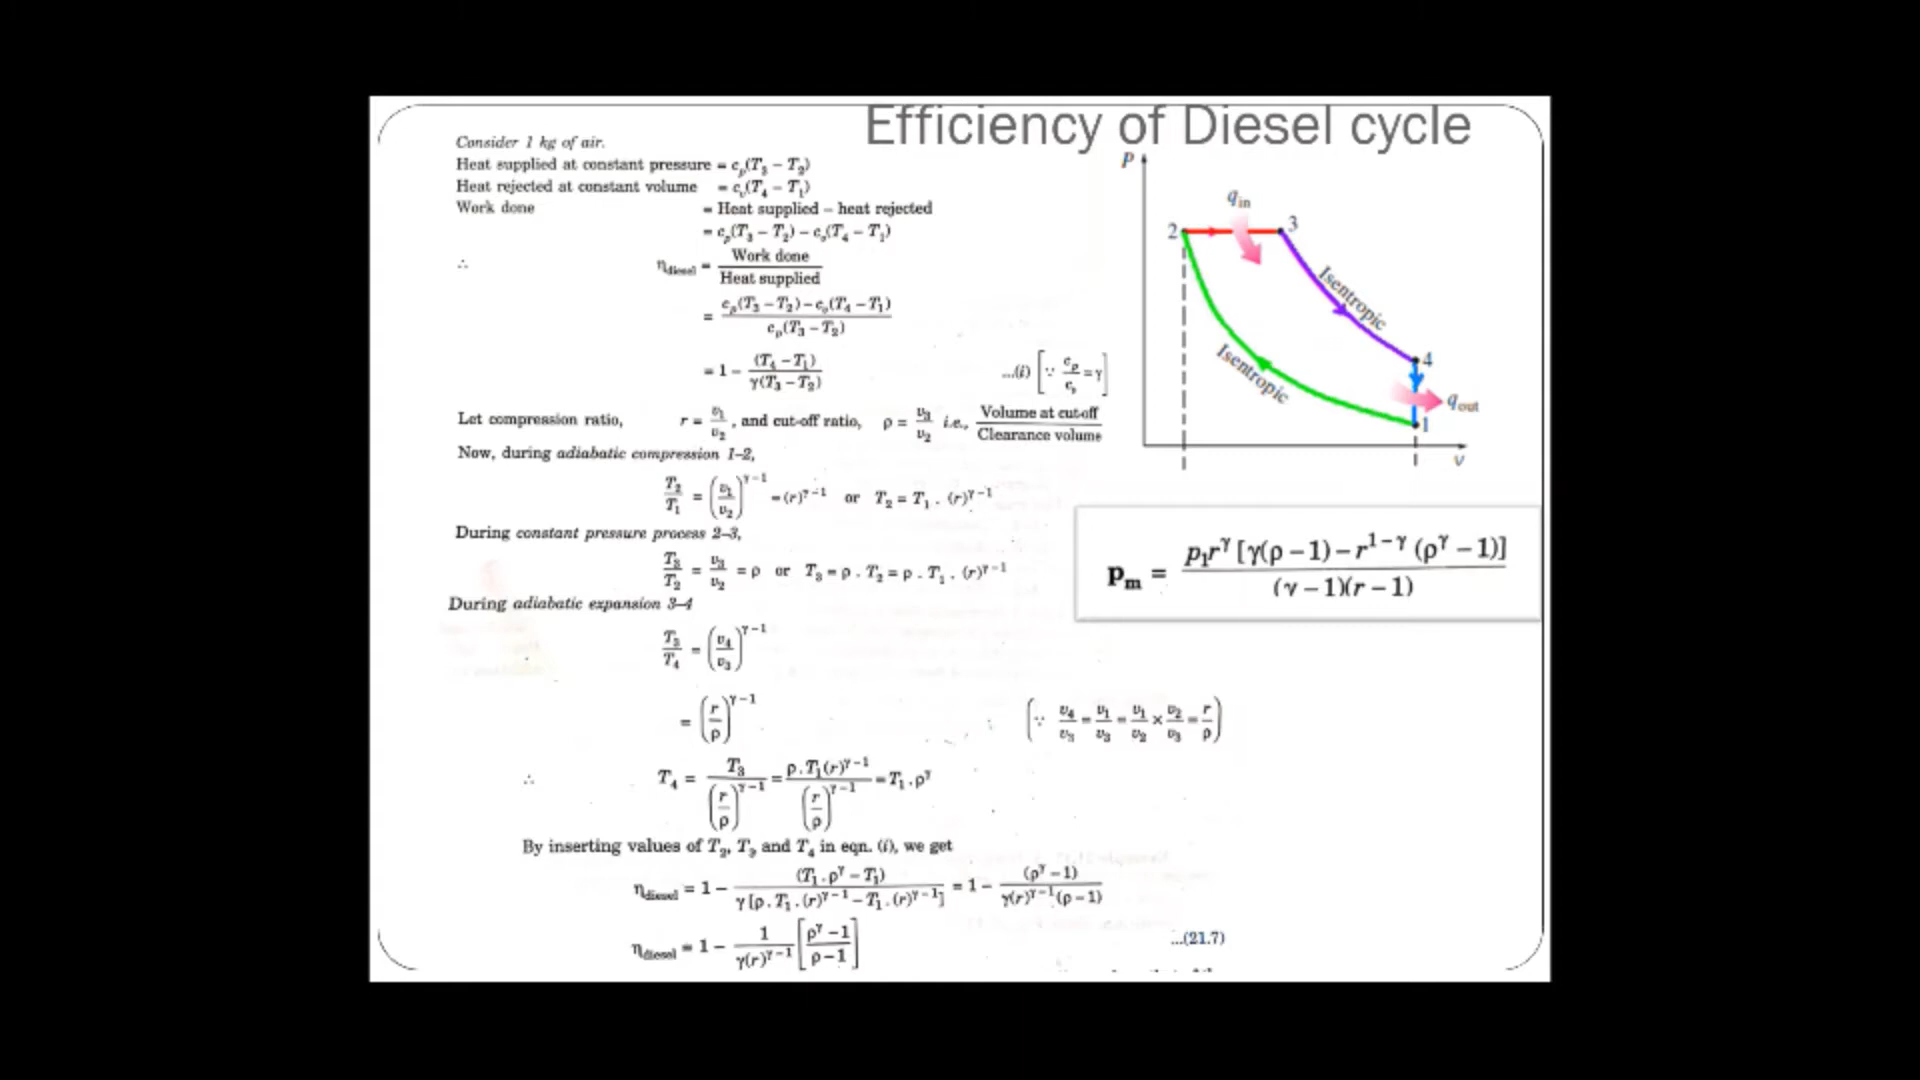 Efficiency of Diesel cycle
Consider 1 kg of air.
Heat supplied at constant pressure = c_p(T_3 – T_2)
Heat rejected at constant volume = c_v(T_4 – T_1)
Work done = Heat supplied – heat rejected
= c_p(T_3 – T_2) – c_v(T_4 – T_1)
∴ η_diesel = Work done / Heat supplied
= [c_p(T_3 – T_2) – c_v(T_4 – T_1)] / [c_p(T_3 – T_2)]
= 1 – (T_4 – T_1) / γ(T_3 – T_2) ...(i) [∵ c_p/c_v = γ]
Let compression ratio, r = v_1/v_2, and cut-off ratio, ρ = v_3/v_2 i.e., Volume at cut-off / Clearance volume
Now, during adiabatic compression 1–2,
T_2/T_1 = (v_1/v_2)^(γ–1) = (r)^(γ–1) or T_2 = T_1 . (r)^(γ–1)
During constant pressure process 2–3,
T_3/T_2 = v_3/v_2 = ρ or T_3 = ρ . T_2 = ρ . T_1 . (r)^(γ–1)
During adiabatic expansion 3–4
T_3/T_4 = (v_4/v_3)^(γ–1)
= (r/ρ)^(γ–1) (∵ v_4/v_3 = v_1/v_3 = v_1/v_2 × v_2/v_3 = r/ρ)
∴ T_4 = T_3 / (r/ρ)^(γ–1) = ρ . T_1(r)^(γ–1) / (r/ρ)^(γ–1) = T_1 . ρ^γ
By inserting values of T_2, T_3 and T_4 in eqn. (i), we get
η_diesel = 1 – (T_1 . ρ^γ – T_1) / γ [ρ . T_1 . (r)^(γ–1) – T_1 . (r)^(γ–1)] = 1 – (ρ^γ – 1) / γ(r)^(γ–1) (ρ – 1)
η_diesel = 1 – 1/γ(r)^(γ–1) [(ρ^γ – 1)/(ρ – 1)] ...(21.7)
P
q_in
2
3
Isentropic
Isentropic
4
q_out
1
v
p_m = p_1 r^γ [γ(ρ – 1) – r^(1–γ) (ρ^γ – 1)] / (γ – 1)(r – 1)